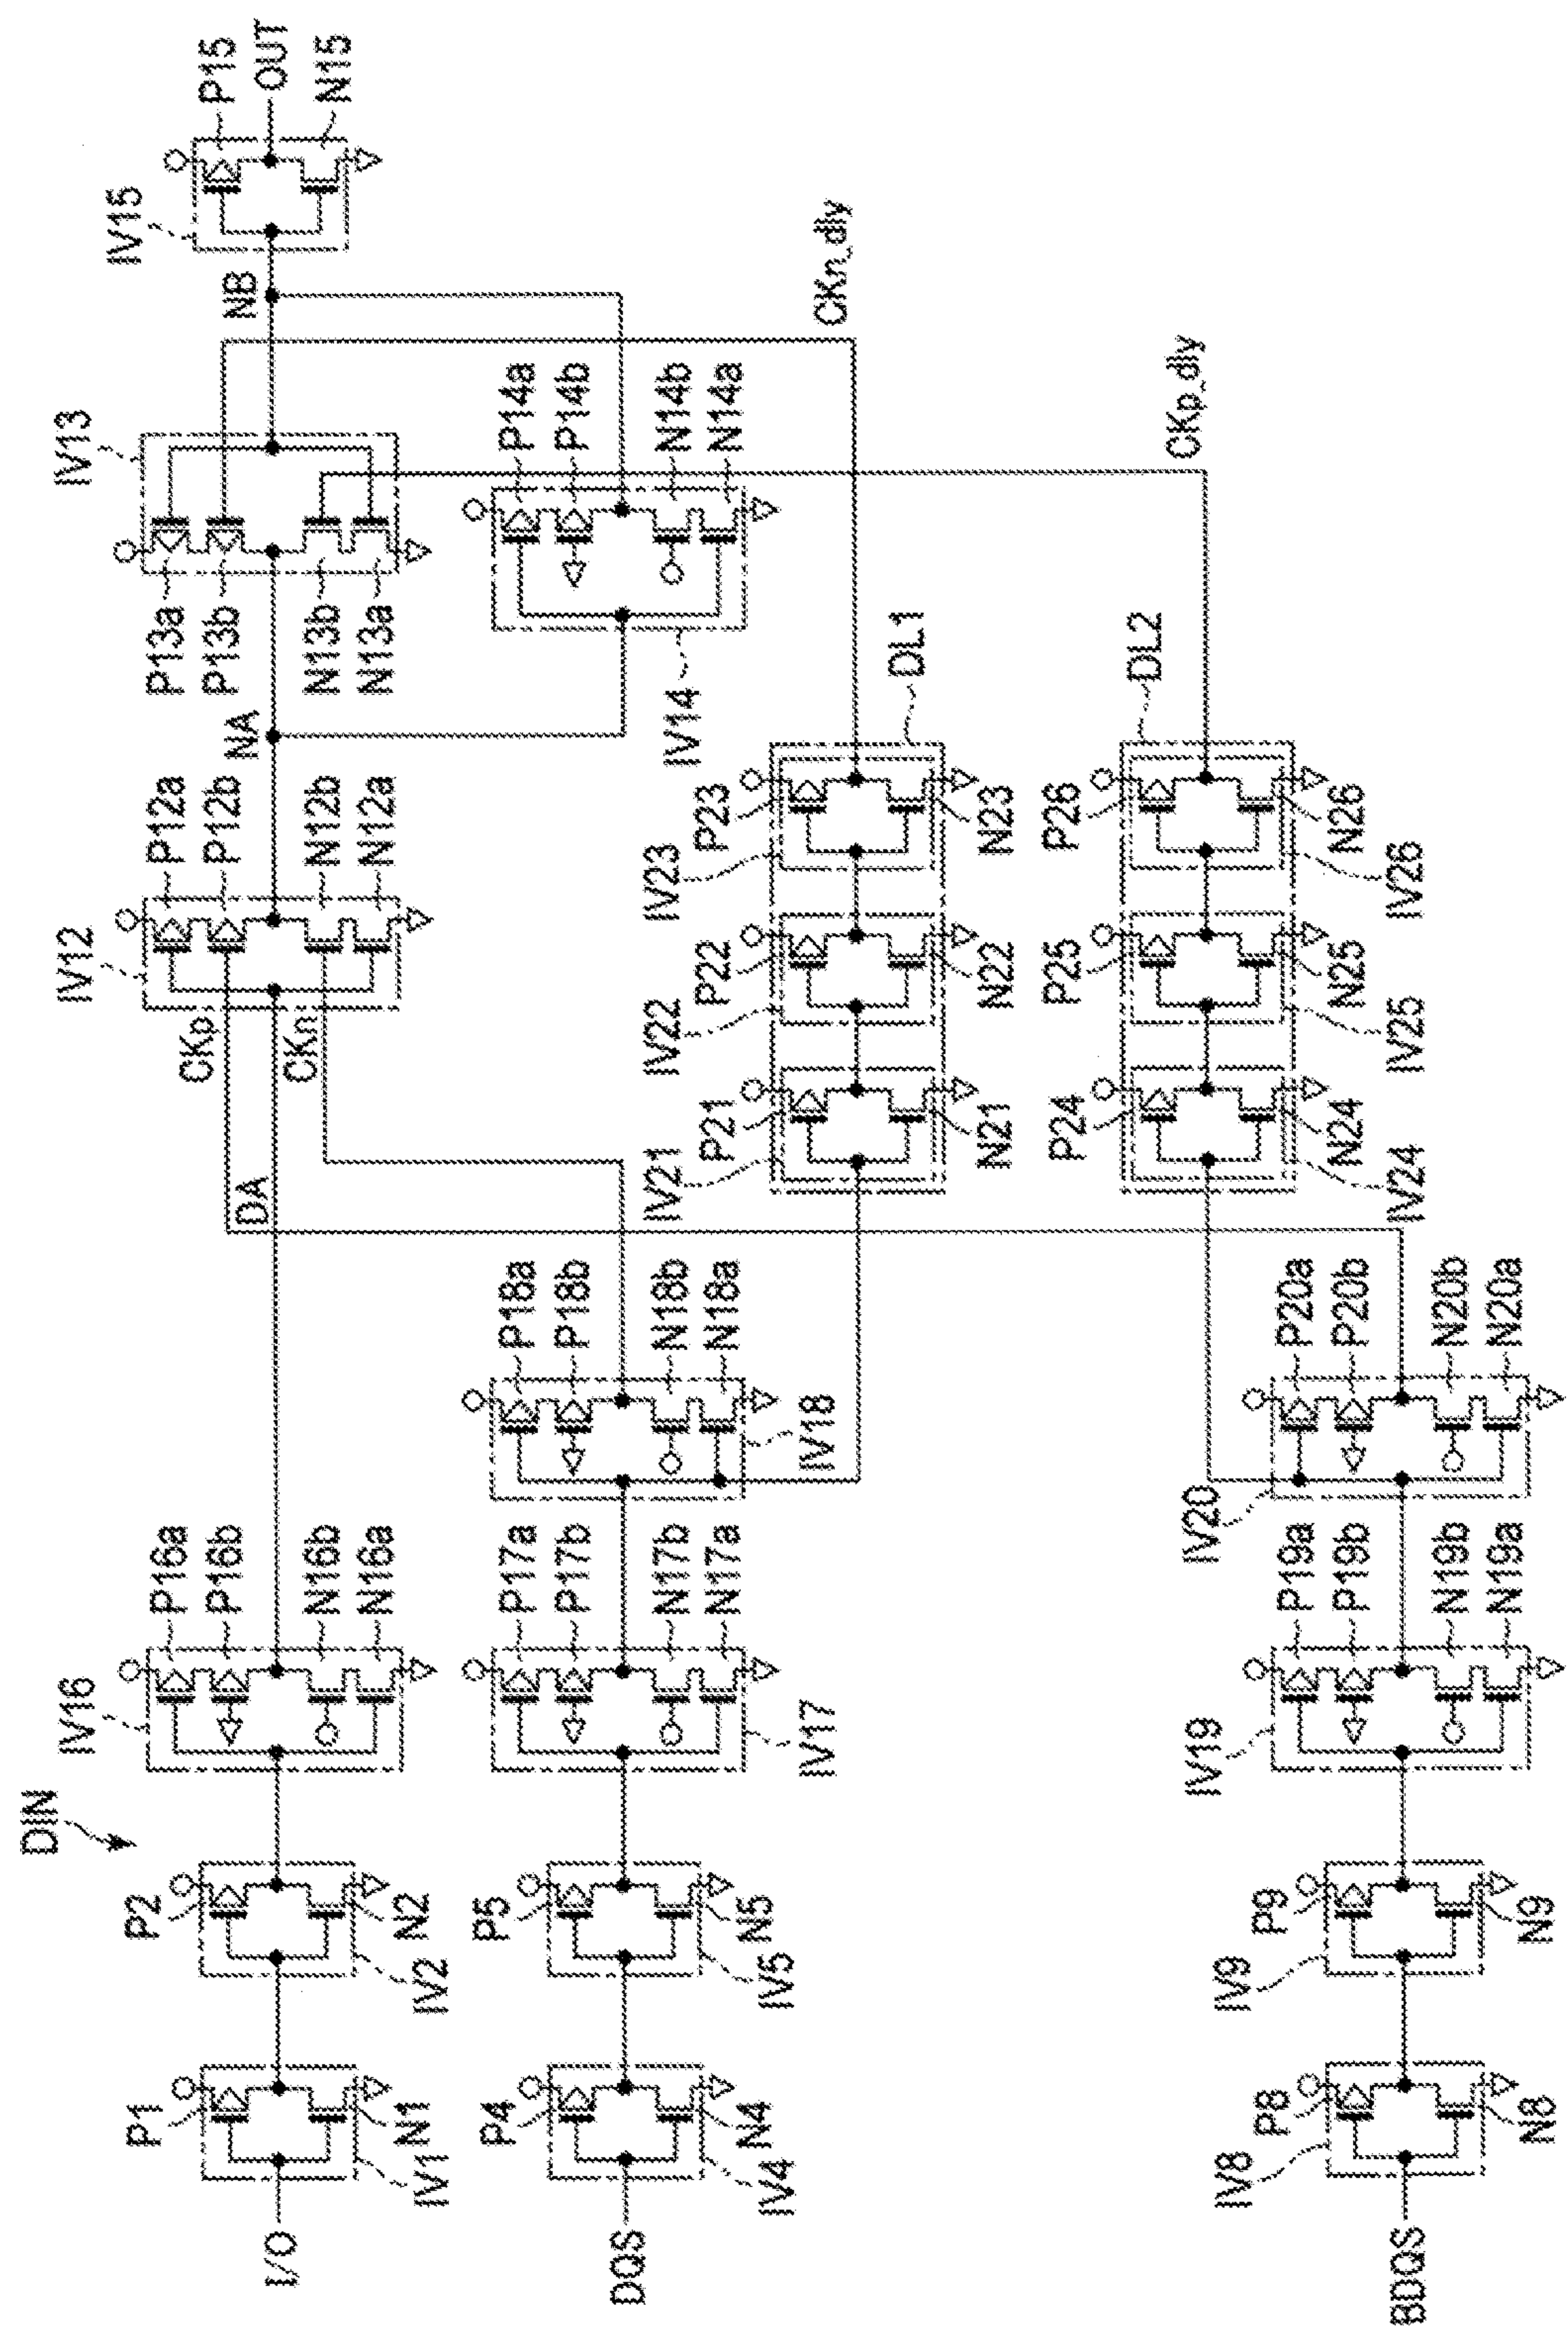 DIN
I/O
IV1
P1
N1
IV2
P2
N2
IV16
P16a
P16b
N16b
N16a
DA
CKp
CKn
IV12
P12a
P12b
N12b
N12a
NA
P13a
P13b
N13b
N13a
IV13
NB
IV15
P15
N15
OUT
DQS
IV4
P4
N4
IV5
P5
N5
IV17
P17a
P17b
N17b
N17a
IV18
P18a
P18b
N18b
N18a
IV14
P14a
P14b
N14b
N14a
CKn_dly
IV21
P21
N21
IV22
P22
N22
IV23
P23
N23
DL1
IV24
P24
N24
IV25
P25
N25
IV26
P26
N26
DL2
CKp_dly
BDQS
IV8
P8
N8
IV9
P9
N9
IV19
P19a
P19b
N19b
N19a
IV20
P20a
P20b
N20b
N20a